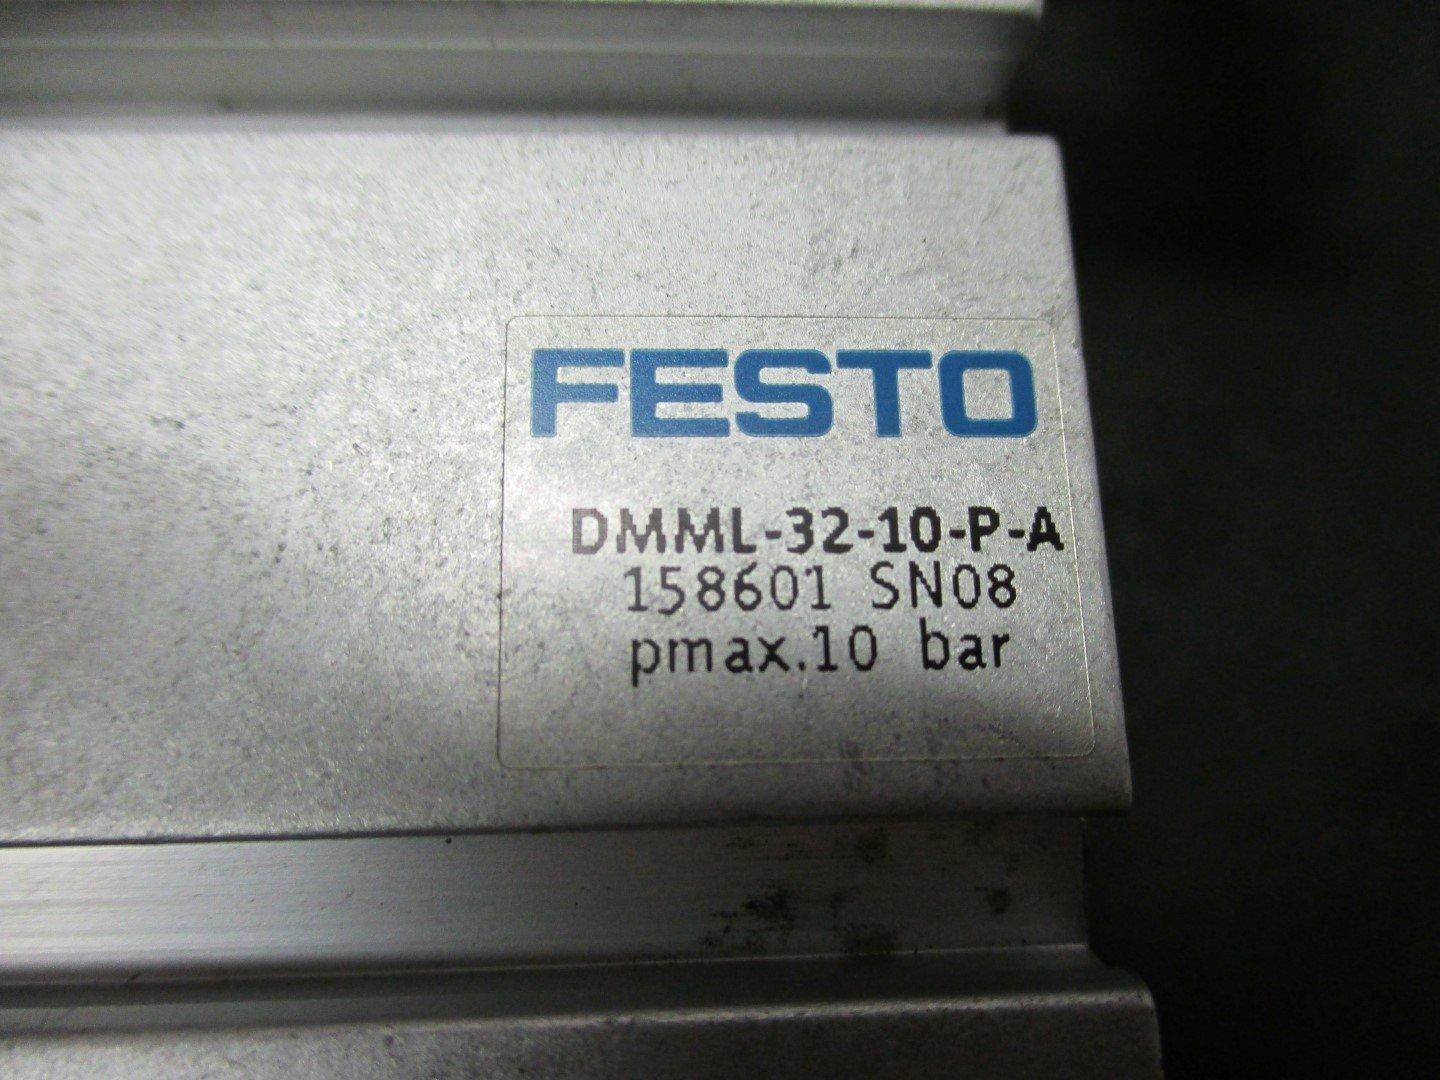 FESTO
DMML-32-10-P-A
158601 SN08
pmax.10 bar